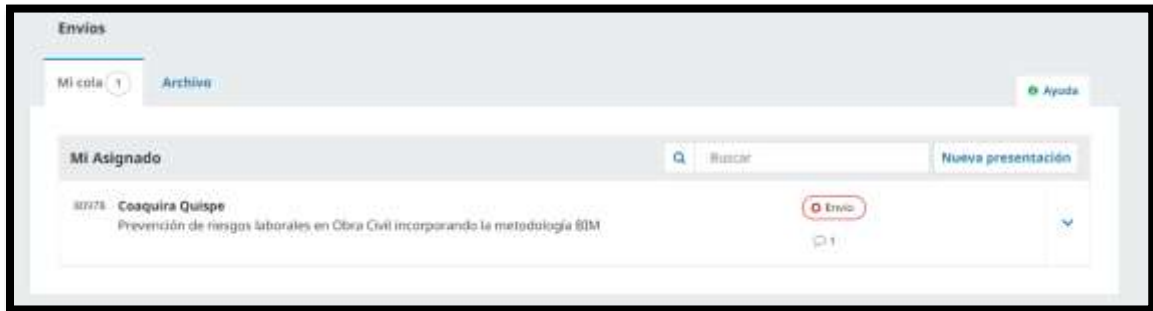 Envíos
Mi cola 1 Archivo
Ayuda
Mi Asignado Buscar Nueva presentación
Coaquira Quispe Envío
Prevención de riesgos laborales en Obra Civil incorporando la metodología BIM
1